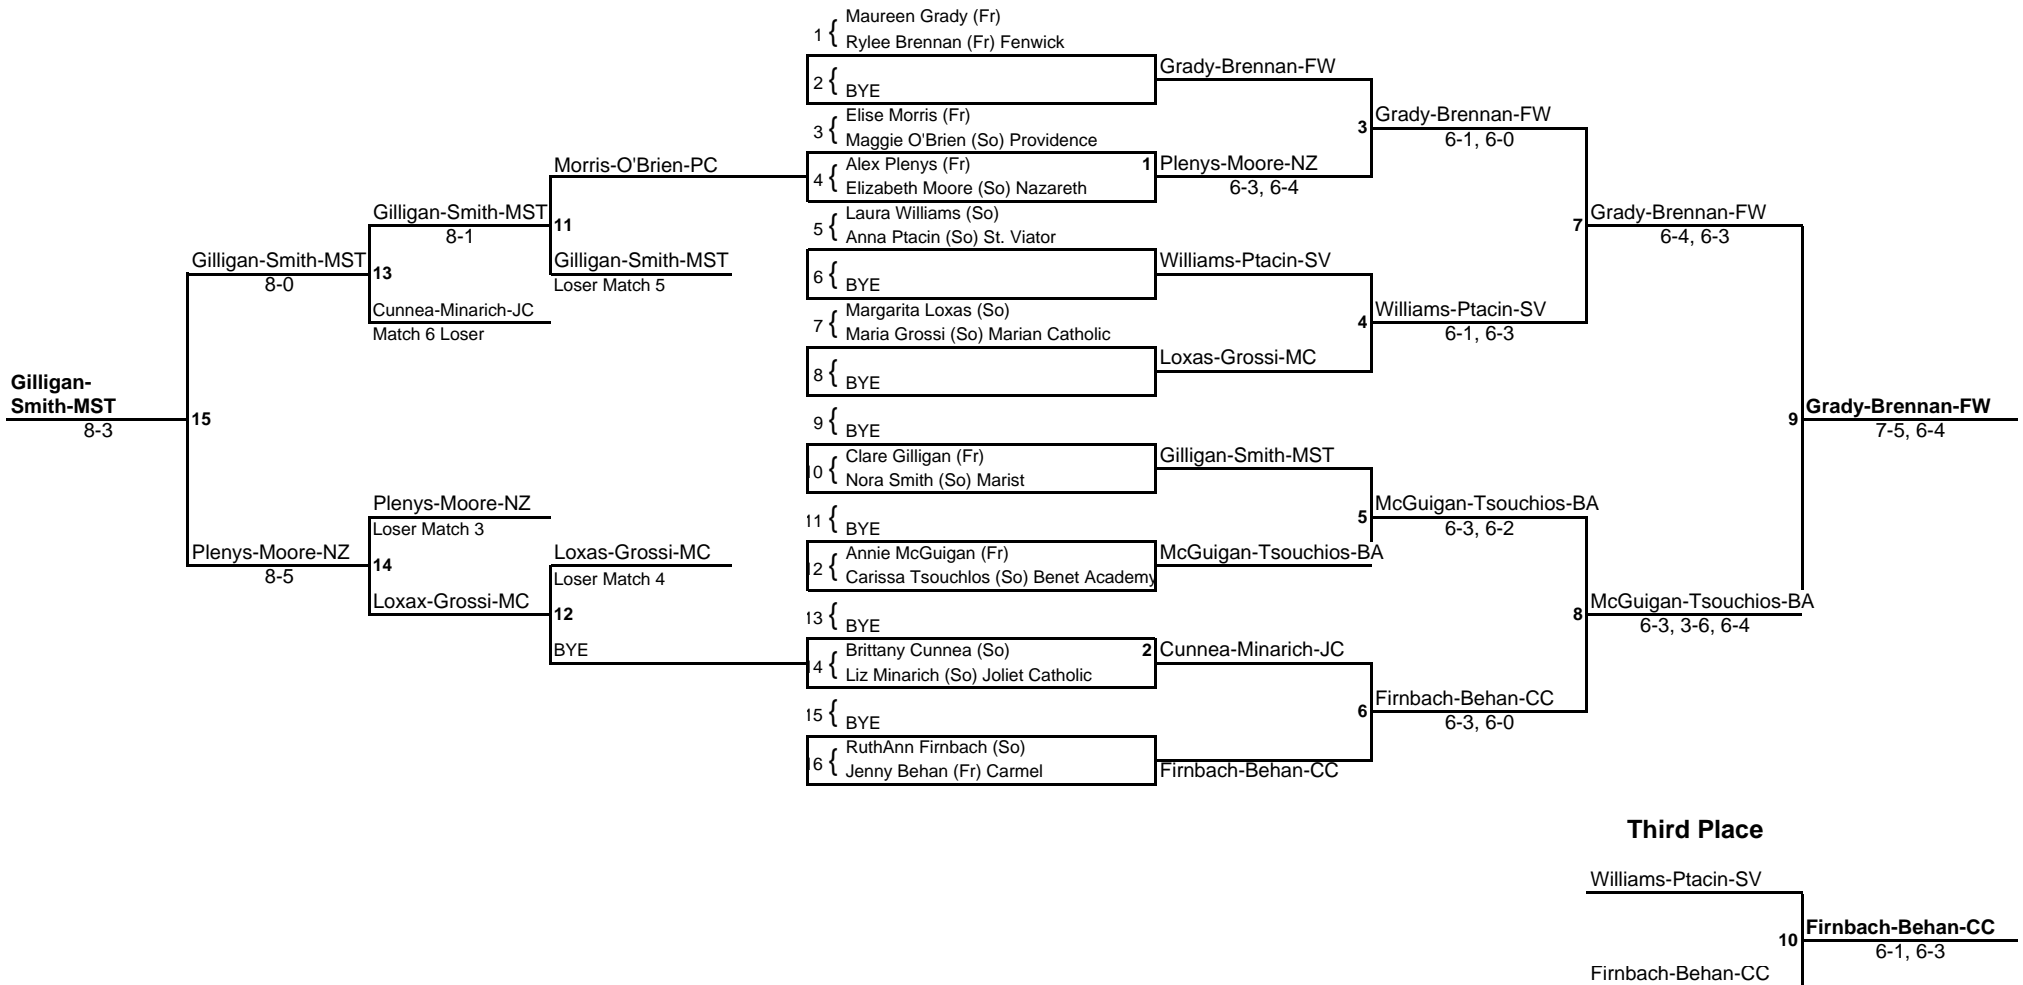 Maureen Grady (Fr)
1 {
Rylee Brennan (Fr) Fenwick
Grady-Brennan-FW
2 {
BYE
Elise Morris (Fr)
Grady-Brennan-FW
3 {
3
Maggie O'Brien (So) Providence
6-1, 6-0
Morris-O'Brien-PC
Alex Plenys (Fr)
1
Plenys-Moore-NZ
4 {
Elizabeth Moore (So) Nazareth
6-3, 6-4
Gilligan-Smith-MST
Laura Williams (So)
Grady-Brennan-FW
8-1
11
5 {
7
Anna Ptacin (So) St. Viator
6-4, 6-3
Gilligan-Smith-MST
Gilligan-Smith-MST
Williams-Ptacin-SV
8-0
13
Loser Match 5
6 {
BYE
Cunnea-Minarich-JC
Margarita Loxas (So)
Williams-Ptacin-SV
7 {
4
Match 6 Loser
Maria Grossi (So) Marian Catholic
6-1, 6-3
Loxas-Grossi-MC
8 {
BYE
Gilligan-
Smith-MST
8-3
15
9 {
BYE
9
Grady-Brennan-FW
7-5, 6-4
Clare Gilligan (Fr)
Gilligan-Smith-MST
10 {
Nora Smith (So) Marist
Plenys-Moore-NZ
McGuigan-Tsouchios-BA
Loser Match 3
11 {
BYE
5
6-3, 6-2
Plenys-Moore-NZ
Loxas-Grossi-MC
Annie McGuigan (Fr)
McGuigan-Tsouchios-BA
8-5
14
Loser Match 4
12 {
Carissa Tsouchlos (So) Benet Academy
Loxax-Grossi-MC
McGuigan-Tsouchios-BA
12
13 {
BYE
8
6-3, 3-6, 6-4
BYE
Brittany Cunnea (So)
2
Cunnea-Minarich-JC
14 {
Liz Minarich (So) Joliet Catholic
Firnbach-Behan-CC
15 {
BYE
6
6-3, 6-0
RuthAnn Firnbach (So)
16 {
Jenny Behan (Fr) Carmel
Firnbach-Behan-CC
Third Place
Williams-Ptacin-SV
Firnbach-Behan-CC
10
6-1, 6-3
Firnbach-Behan-CC